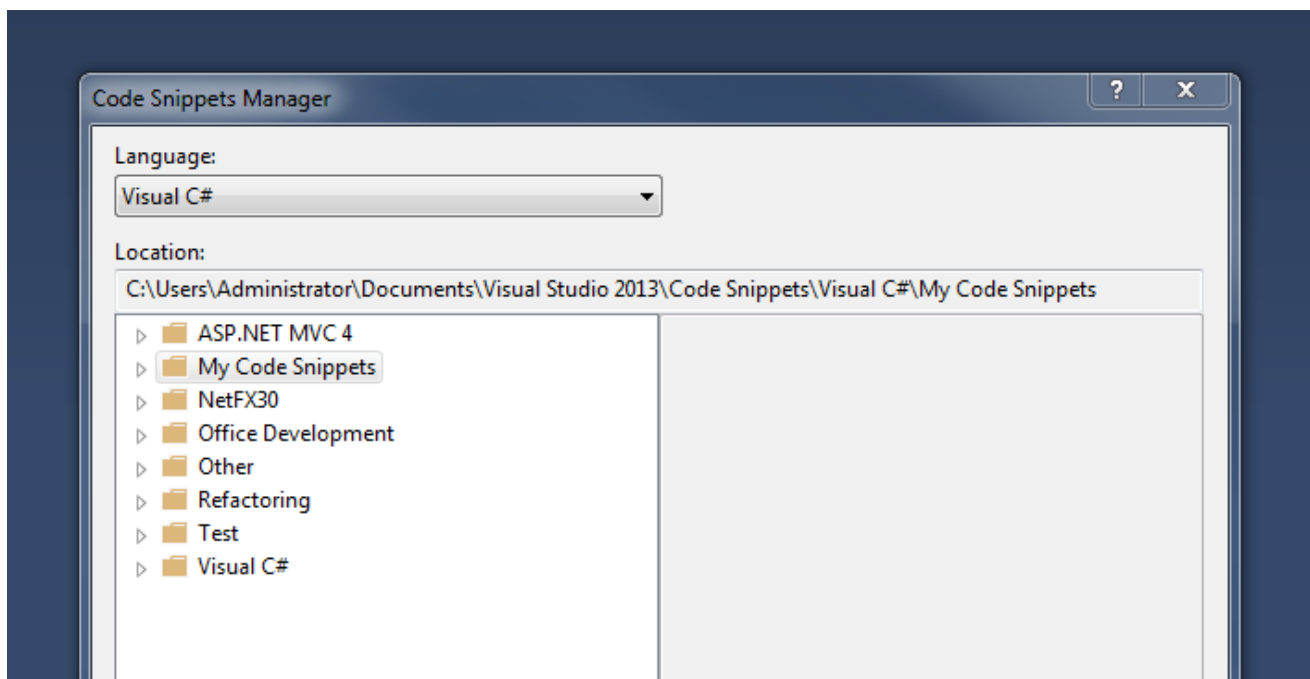 Code Snippets Manager
? X
Language:
Visual C#
Location:
C:\Users\Administrator\Documents\Visual Studio 2013\Code Snippets\Visual C#\My Code Snippets
ASP.NET MVC 4
My Code Snippets
NetFX30
Office Development
Other
Refactoring
Test
Visual C#